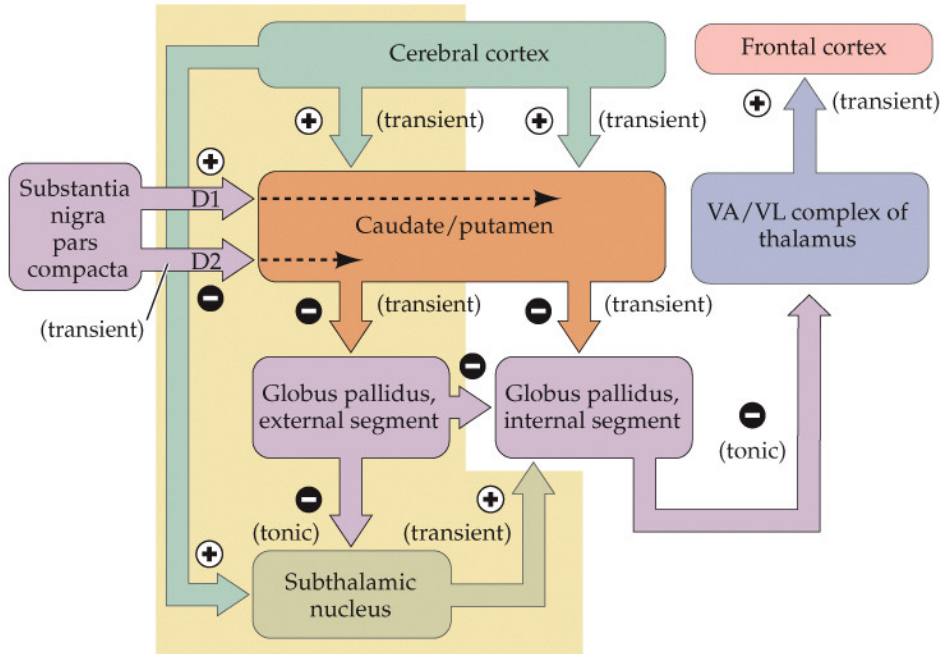 Cerebral cortex
Frontal cortex
+
(transient)
+
(transient)
+
(transient)
+
Substantia
nigra
pars
compacta
D1
D2
−
(transient)
Caudate/putamen
VA/VL complex of
thalamus
−
(transient)
−
(transient)
Globus pallidus,
external segment
−
Globus pallidus,
internal segment
−
(tonic)
−
(tonic)
+
(transient)
+
Subthalamic
nucleus